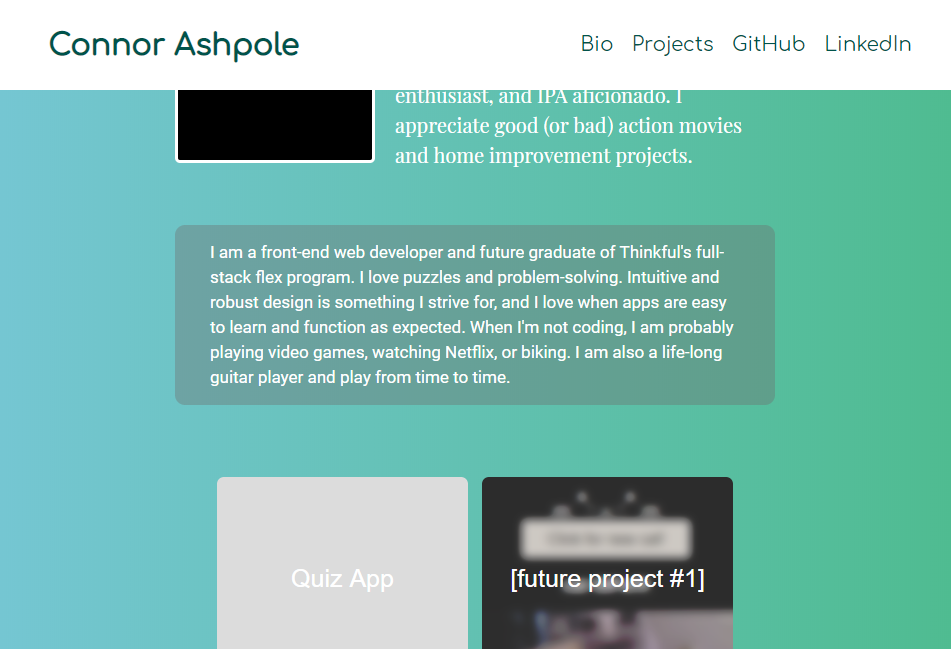 Connor Ashpole
Bio Projects GitHub LinkedIn
enthusiast, and IPA aficionado. I
appreciate good (or bad) action movies
and home improvement projects.
I am a front-end web developer and future graduate of Thinkful's full-
stack flex program. I love puzzles and problem-solving. Intuitive and
robust design is something I strive for, and I love when apps are easy
to learn and function as expected. When I'm not coding, I am probably
playing video games, watching Netflix, or biking. I am also a life-long
guitar player and play from time to time.
Quiz App
[future project #1]